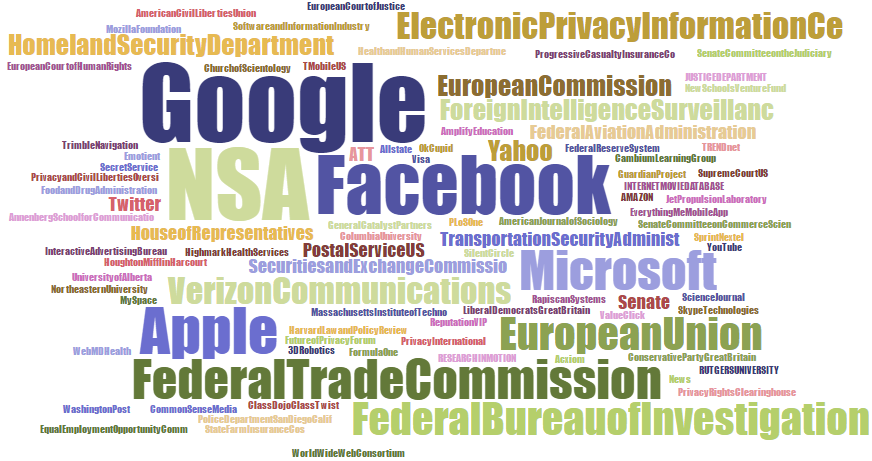 EuropeanCourtofJustice
AmericanCivilLibertiesUnion
MozillaFoundation
SoftwareandInformationIndustry
ElectronicPrivacyInformationCe
HomelandSecurityDepartment
HealthandHumanServicesDepartme
ProgressiveCasualtyInsuranceCo
SenateCommitteeontheJudiciary
EuropeanCourtofHumanRights
ChurchofScientology
TMobileUS
Google
EuropeanCommission
JUSTICEDEPARTMENT
NewSchoolsVentureFund
ForeignIntelligenceSurveillanc
AmplifyEducation
FederalAviationAdministration
TrimbleNavigation
Emotient
ATT
Allstate
OkCupid
Visa
Yahoo
FederalReserveSystem
TRENDnet
CambiumLearningGroup
SecretService
NSA
Facebook
GuardianProject
SupremeCourtUS
PrivacyandCivilLibertiesOversi
INTERNETMOVIEDATABASE
FoodandDrugAdministration
AMAZON
JetPropulsionLaboratory
Twitter
EverythingMeMobileApp
AnnenbergSchoolforCommunicatio
GeneralCatalystPartners
PLoSOne
AmericanJournalofSociology
SenateCommitteeonCommerceScien
HouseofRepresentatives
ColumbiaUniversity
TransportationSecurityAdminist
SprintNextel
InteractiveAdvertisingBureau
HighmarkHealthServices
PostalServiceUS
SilentCircle
YouTube
HoughtonMifflinHarcourt
SecuritiesandExchangeCommissio
Microsoft
UniversityofAlberta
NortheasternUniversity
VerizonCommunications
MySpace
RapiscanSystems
Senate
ScienceJournal
Apple
MassachusettsInstituteofTechno
LiberalDemocratsGreatBritain
ValueClick
SkypeTechnologies
ReputationVIP
EuropeanUnion
HarvardLawandPolicyReview
FutureofPrivacyForum
PrivacyInternational
WebMDHealth
3DRobotics
FormulaOne
RESEARCHINMOTION
Acxiom
ConservativePartyGreatBritain
FederalTradeCommission
RUTGERSUNIVERSITY
News
PrivacyRightsClearinghouse
WashingtonPost
CommonSenseMedia
ClassDojoClassTwist
FederalBureauofInvestigation
PoliceDepartmentSanDiegoCalif
EqualEmploymentOpportunityComm
StateFarmInsuranceCos
WorldWideWebConsortium